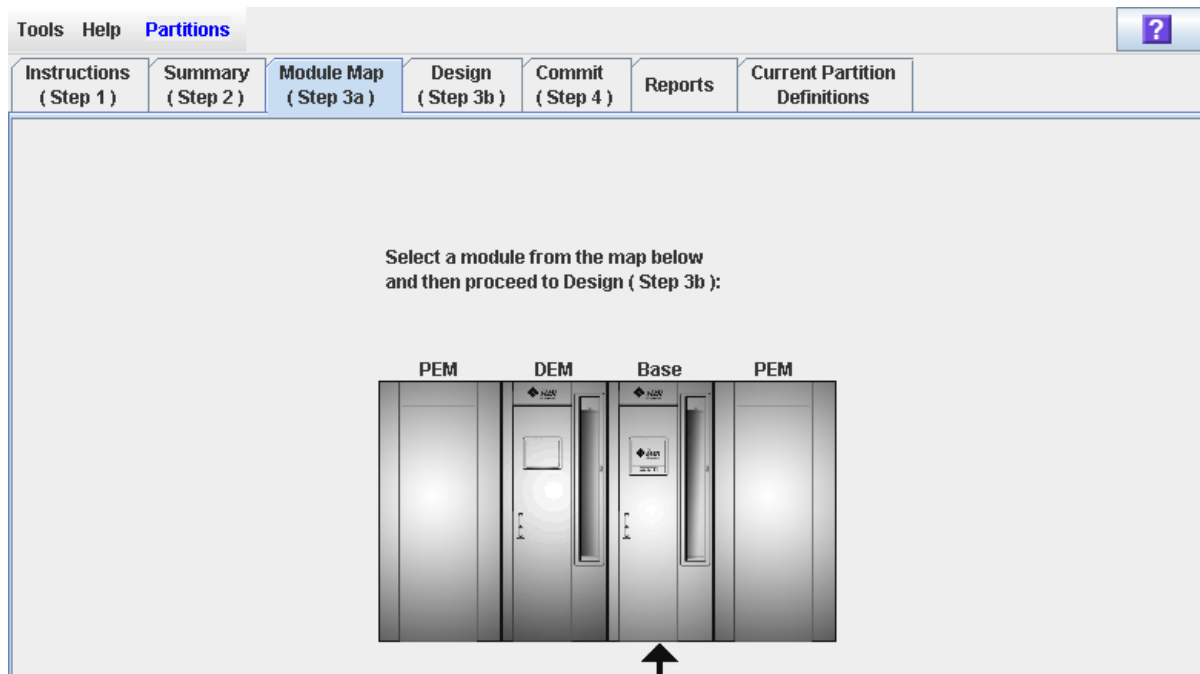 Tools Help Partitions ?
Instructions
( Step 1 )
Summary
( Step 2 )
Module Map
( Step 3a )
Design
( Step 3b )
Commit
( Step 4 )
Reports
Current Partition
Definitions
Select a module from the map below
and then proceed to Design ( Step 3b ):
PEM DEM Base PEM